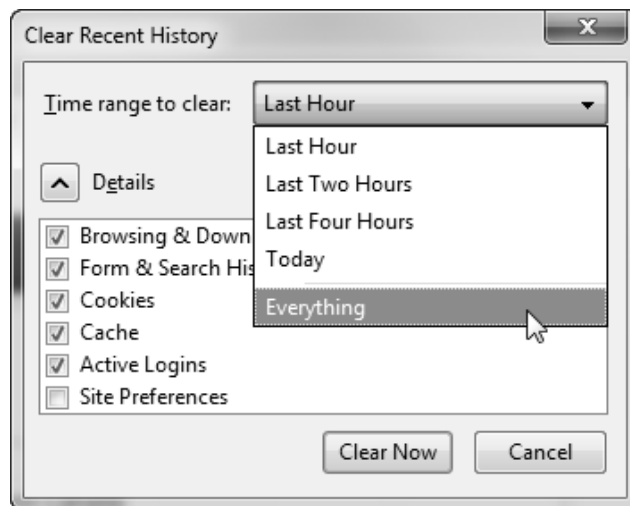 Clear Recent History
Time range to clear: Last Hour
Last Hour
Last Two Hours
Last Four Hours
Today
Everything
Details
Browsing & Down
Form & Search His
Cookies
Cache
Active Logins
Site Preferences
Clear Now Cancel